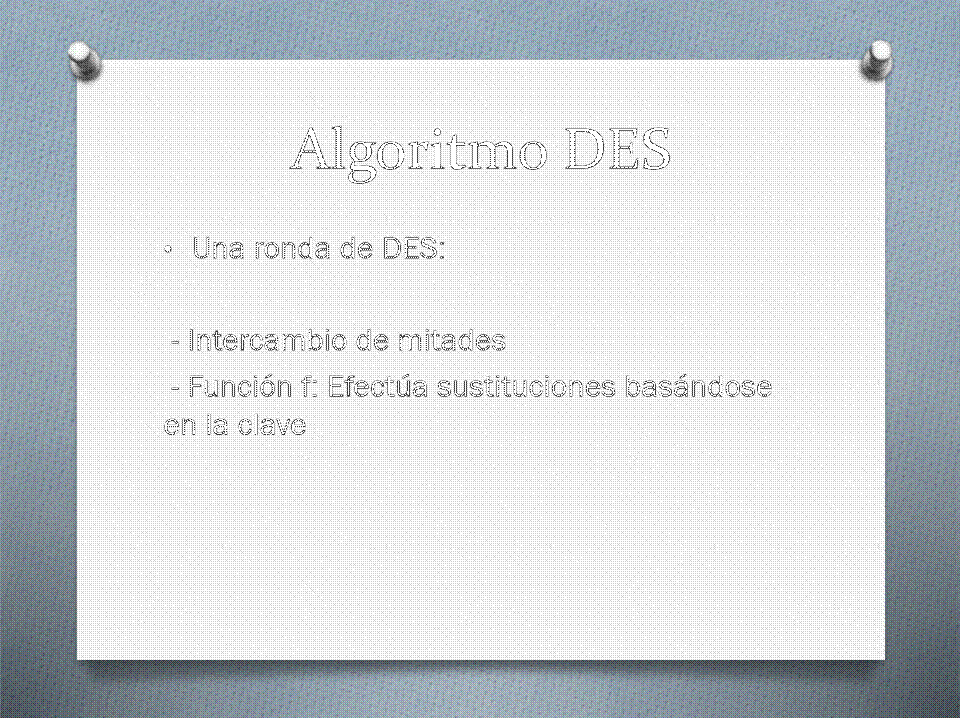 Algoritmo DES
• Una ronda de DES:
- Intercambio de mitades
- Función f: Efectúa sustituciones basándose
en la clave